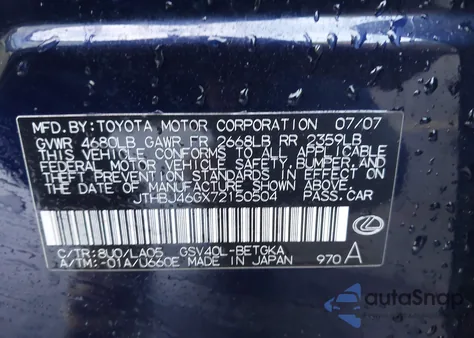 MFD. BY: TOYOTA MOTOR CORPORATION 07/07
GVWR 4680LB GAWR FR 2668LB RR 2359LB
THIS VEHICLE CONFORMS TO ALL APPLICABLE
FEDERAL MOTOR VEHICLE SAFETY, BUMPER, AND
THEFT PREVENTION STANDARDS IN EFFECT ON
THE DATE OF MANUFACTURE SHOWN ABOVE.
JTHBJ46GX72150504 PASS. CAR
C/TR: 8U0/LA05 GSV40L-BETGKA
A/TM: -01A/U660E MADE IN JAPAN 970 A
autoSnap